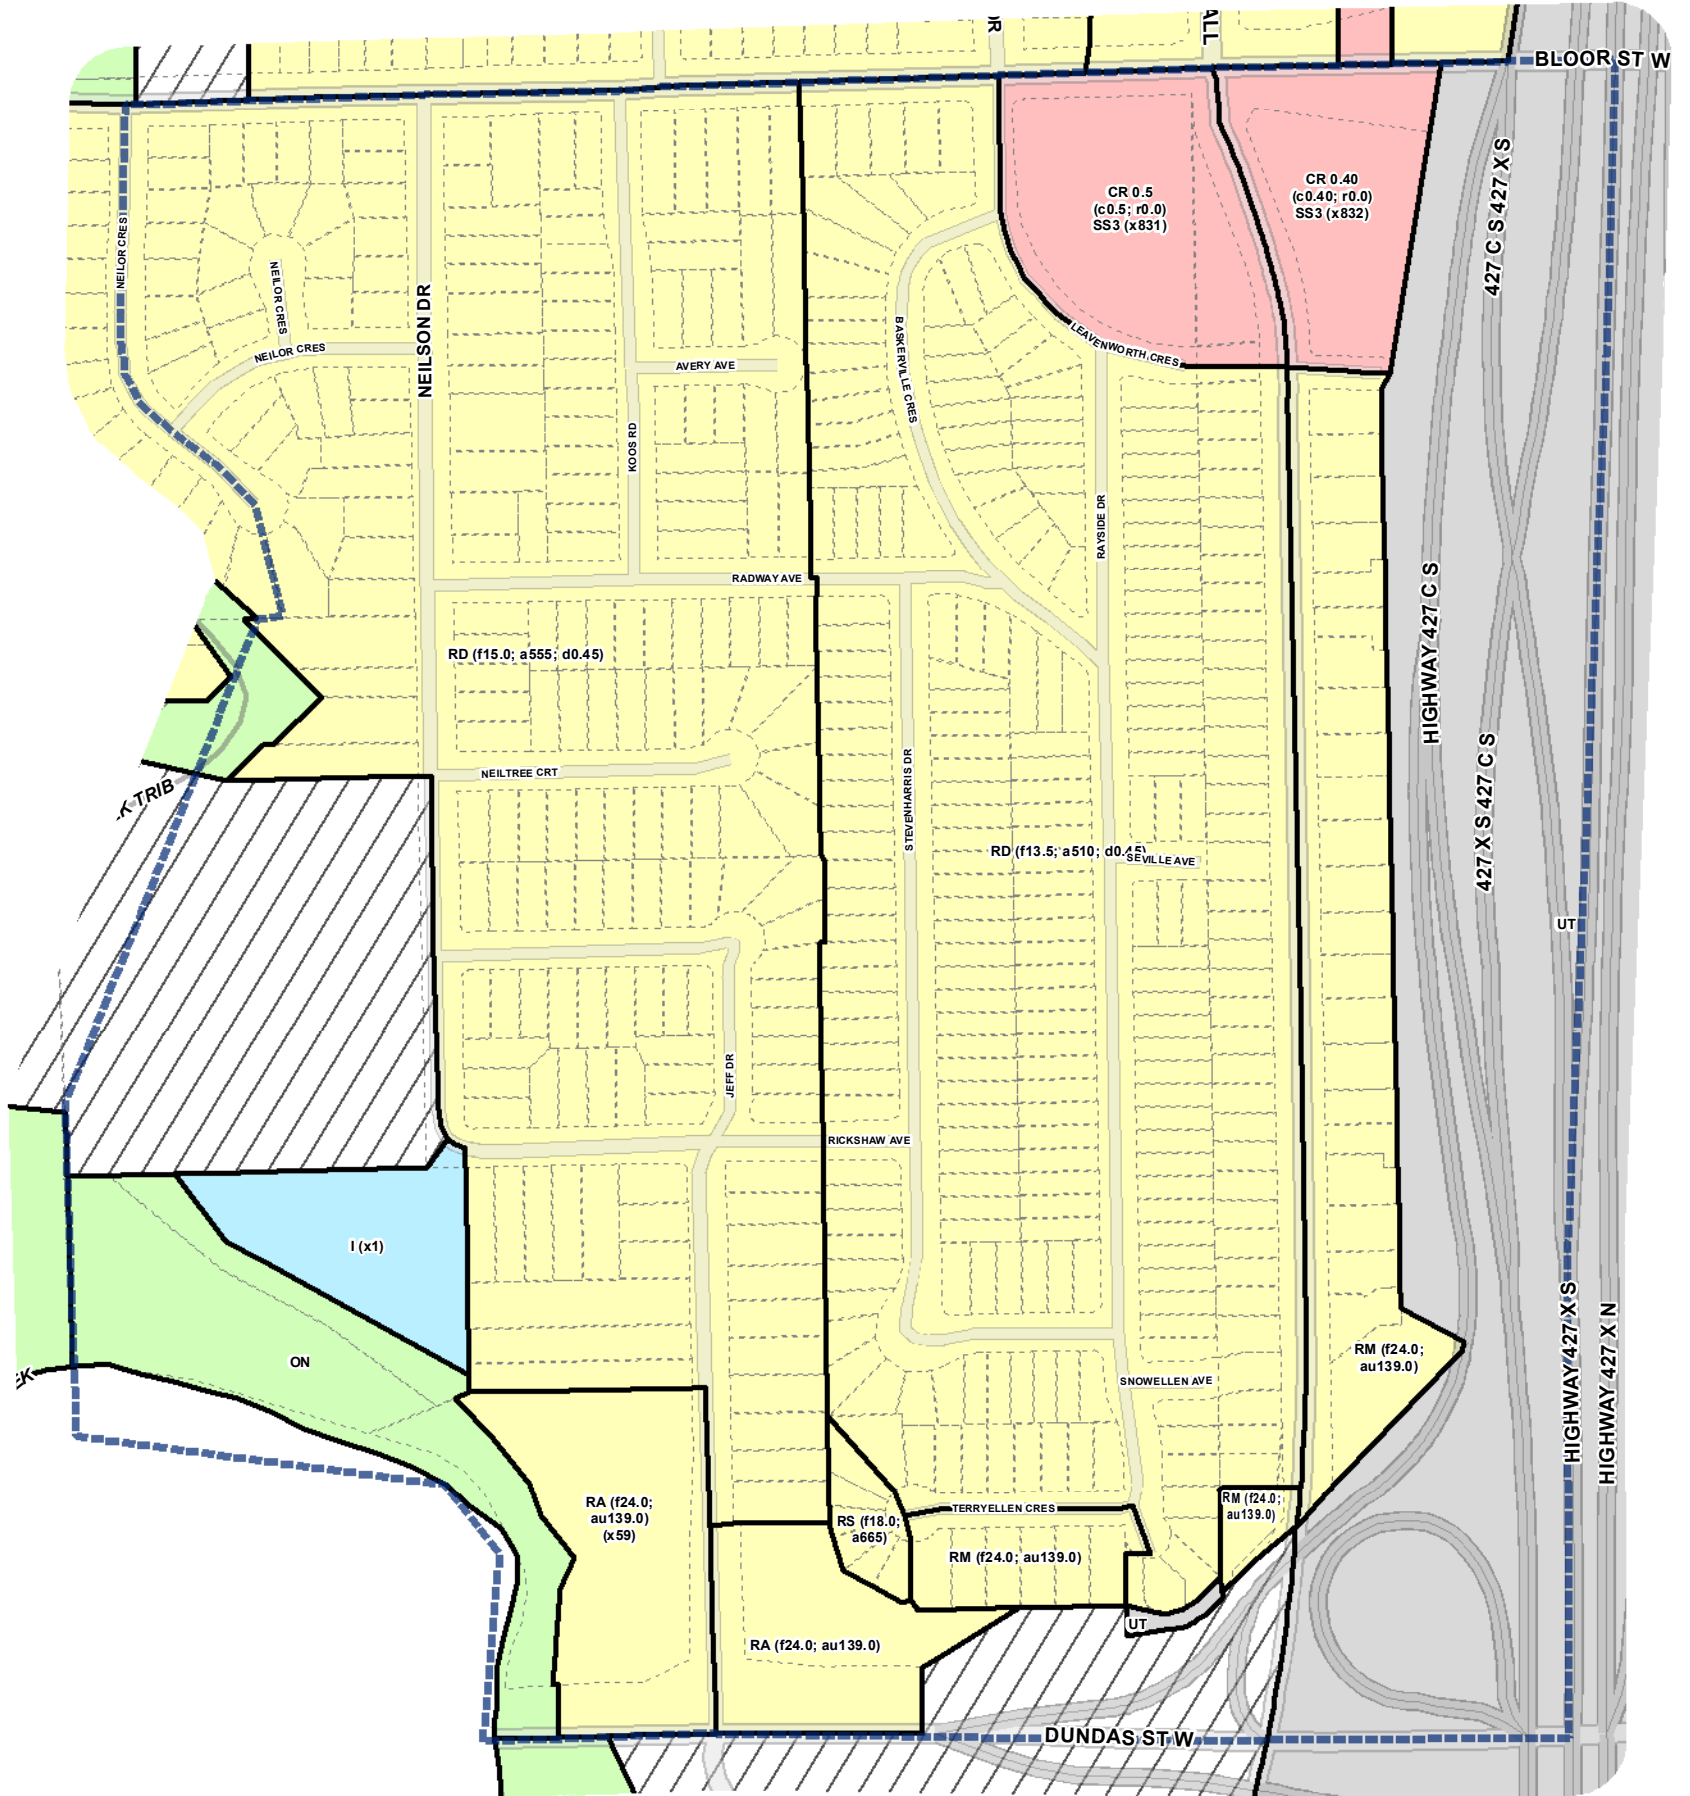 DR
ALL
BLOOR ST W
427 C S 427 X S
CR 0.5
(c0.5; r0.0)
SS3 (x831)
CR 0.40
(c0.40; r0.0)
SS3 (x832)
NEILOR CRES
NEILOR CRES
NEILOR CRES
NEILSON DR
AVERY AVE
KOOS RD
BASKERVILLE CRES
LEAVENWORTH CRES
RAYSIDE DR
RADWAY AVE
HIGHWAY 427 C S
RD (f15.0; a555; d0.45)
NEILTREE CRT
K TRIB
STEVENHARRIS DR
RD (f13.5; a510; d0.45)
SEVILLE AVE
427 X S 427 C S
UT
JEFF DR
RICKSHAW AVE
I (x1)
ON
EK
SNOWELLEN AVE
RM (f24.0;
au139.0)
HIGHWAY 427 X S
HIGHWAY 427 X N
RA (f24.0;
au139.0)
(x59)
RS (f18.0;
a665)
TERRYELLEN CRES
RM (f24.0;
au139.0)
RM (f24.0; au139.0)
UT
RA (f24.0; au139.0)
DUNDAS ST W